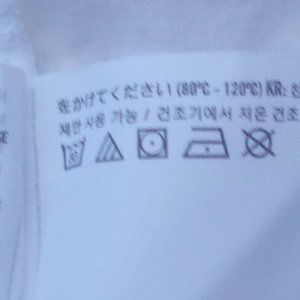 をかけてください (80℃ - 120℃) KR:
제한 사용 가능 / 건조기에서 저온 건조